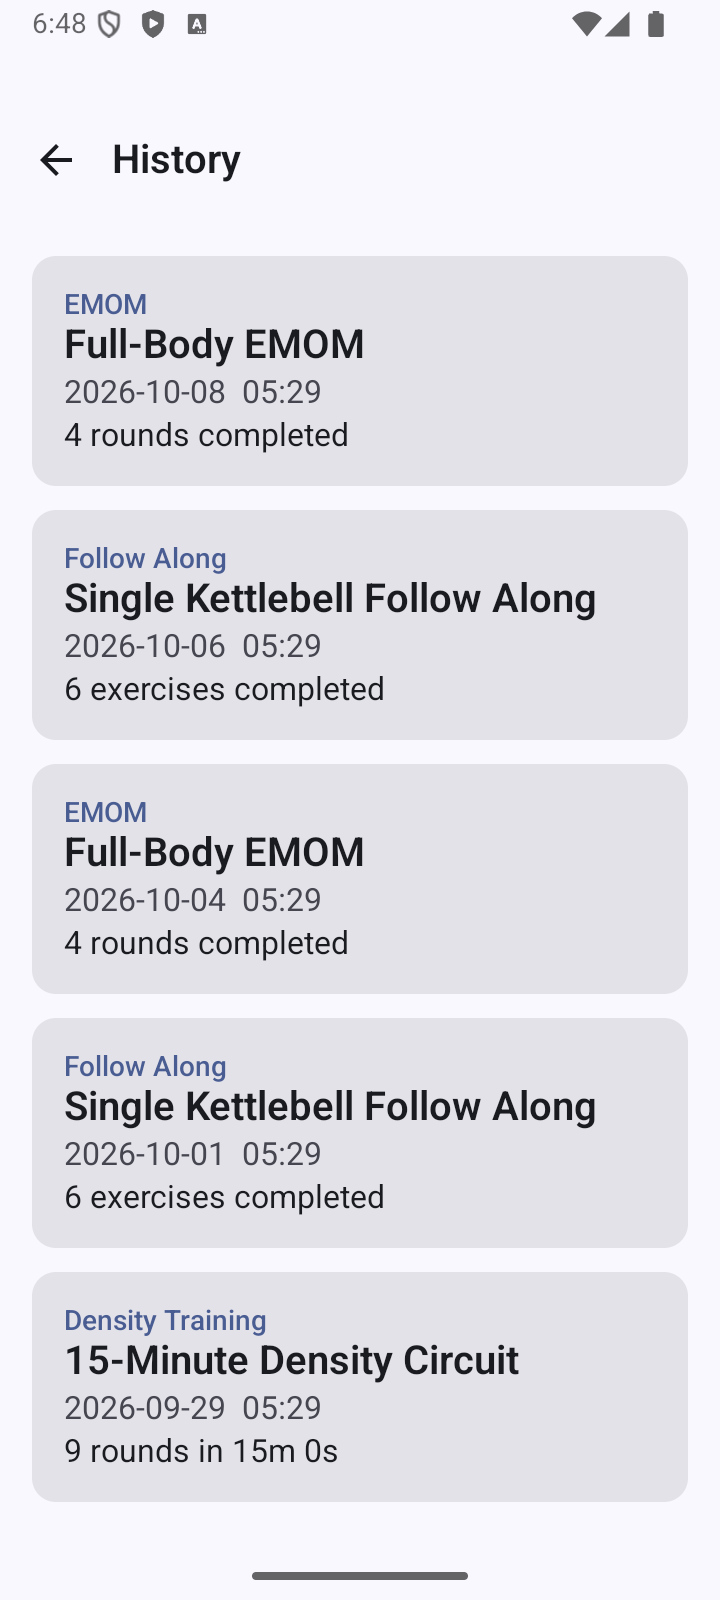 6:48
History
EMOM
Full-Body EMOM
2026-10-08  05:29
4 rounds completed
Follow Along
Single Kettlebell Follow Along
2026-10-06  05:29
6 exercises completed
EMOM
Full-Body EMOM
2026-10-04  05:29
4 rounds completed
Follow Along
Single Kettlebell Follow Along
2026-10-01  05:29
6 exercises completed
Density Training
15-Minute Density Circuit
2026-09-29  05:29
9 rounds in 15m 0s